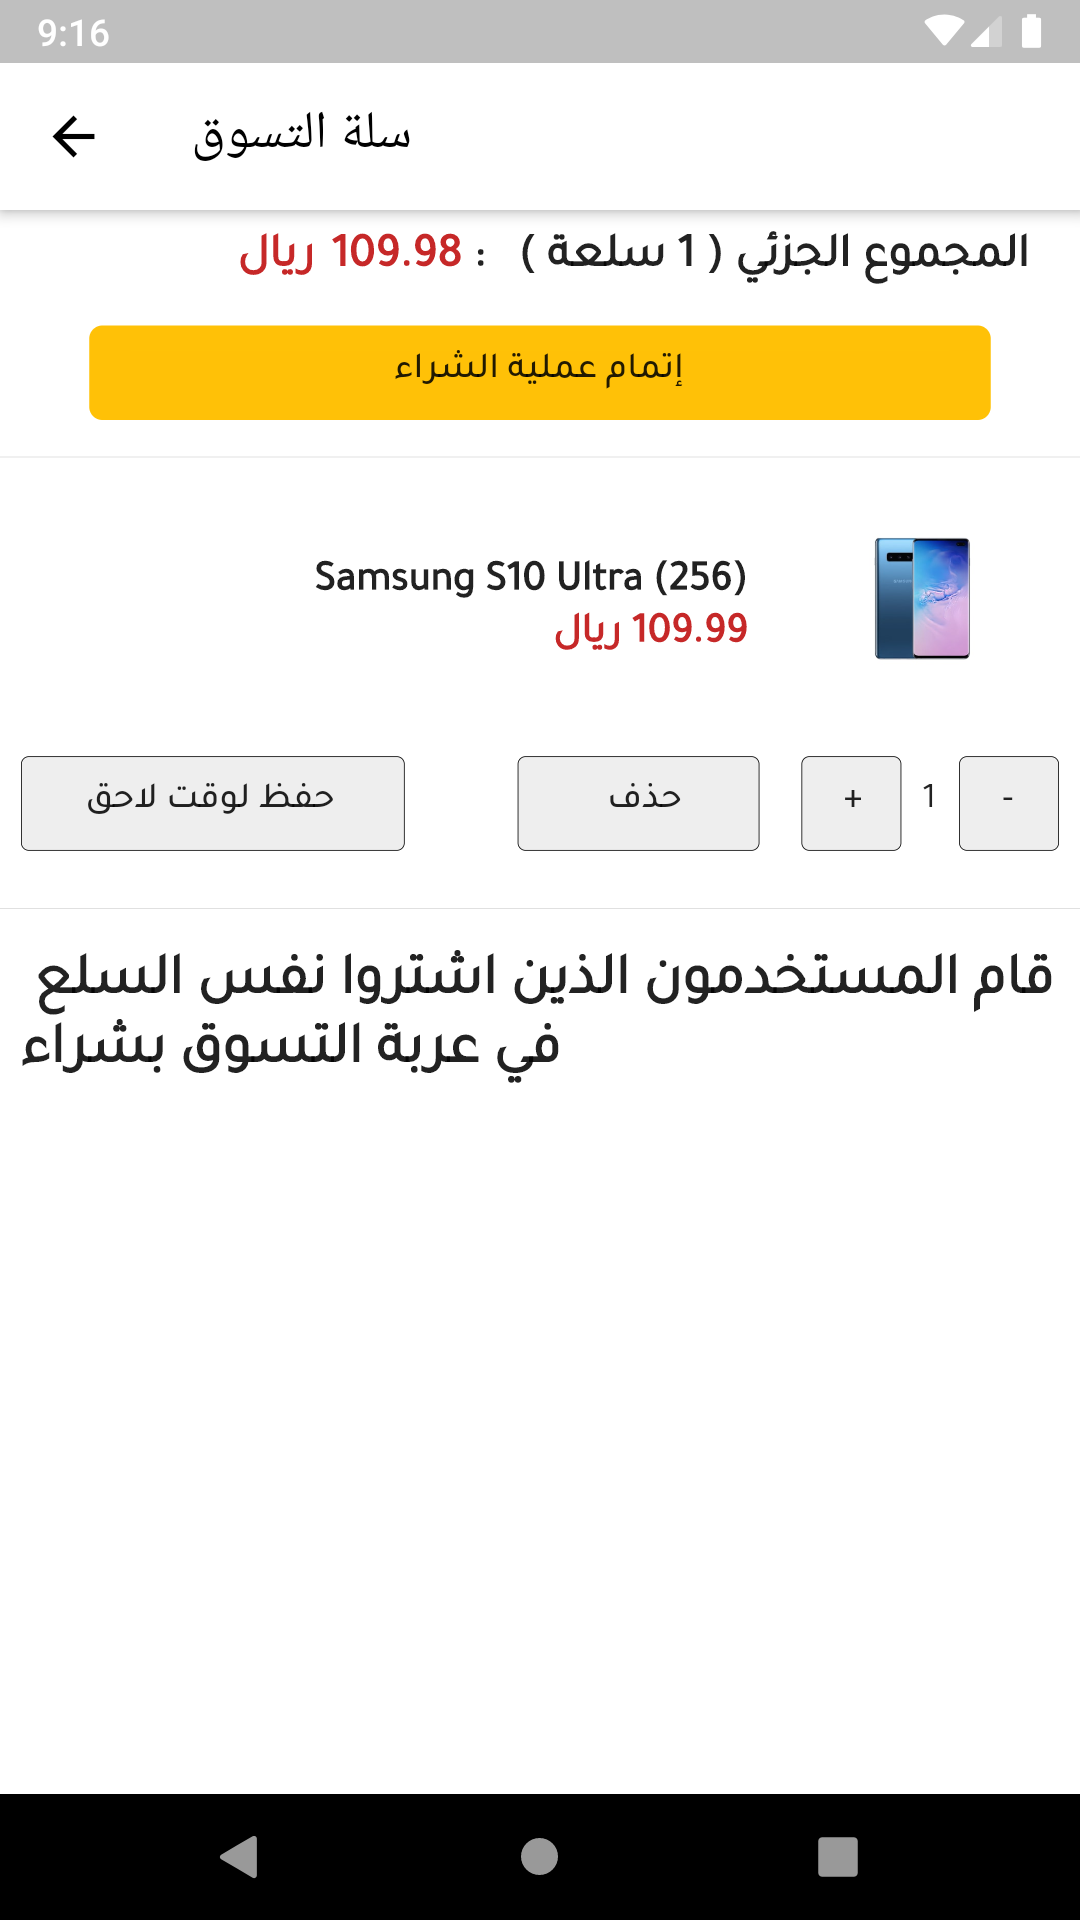 9:16
سلة التسوق
المجموع الجزئي ( 1 سلعة ) : 109.98 ريال
إتمام عملية الشراء
Samsung S10 Ultra (256)
109.99 ريال
- 1 + حذف حفظ لوقت لاحق
قام المستخدمون الذين اشتروا نفس السلع
في عربة التسوق بشراء